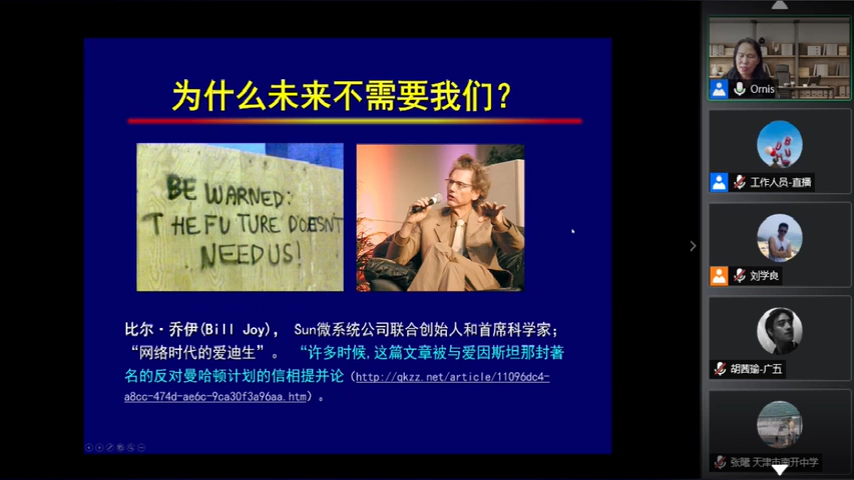 为什么未来不需要我们?
BE WARNED:
THE FUTURE DOESN'T
NEED US!
比尔·乔伊(Bill Joy), Sun微系统公司联合创始人和首席科学家;
“网络时代的爱迪生”。 “许多时候,这篇文章被与爱因斯坦那封著
名的反对曼哈顿计划的信相提并论(http://qkzz.net/article/11096dc4-
a8cc-474d-ae6c-9ca30f3a96aa.htm)。
Ornis
工作人员-直播
刘学良
胡茜瑜-广五
天津市南开中学